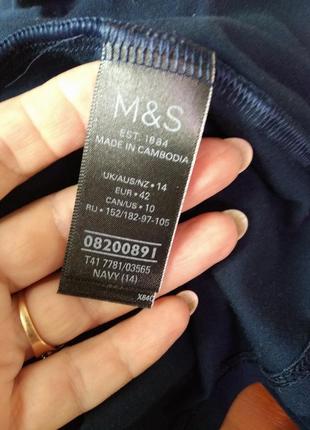 M&S
EST. 1884
MADE IN CAMBODIA
UK/AUS/NZ • 14
EUR • 42
CAN/US • 10
RU • 152/182-97-105
08200891
T41 7781/03565
NAVY (14)